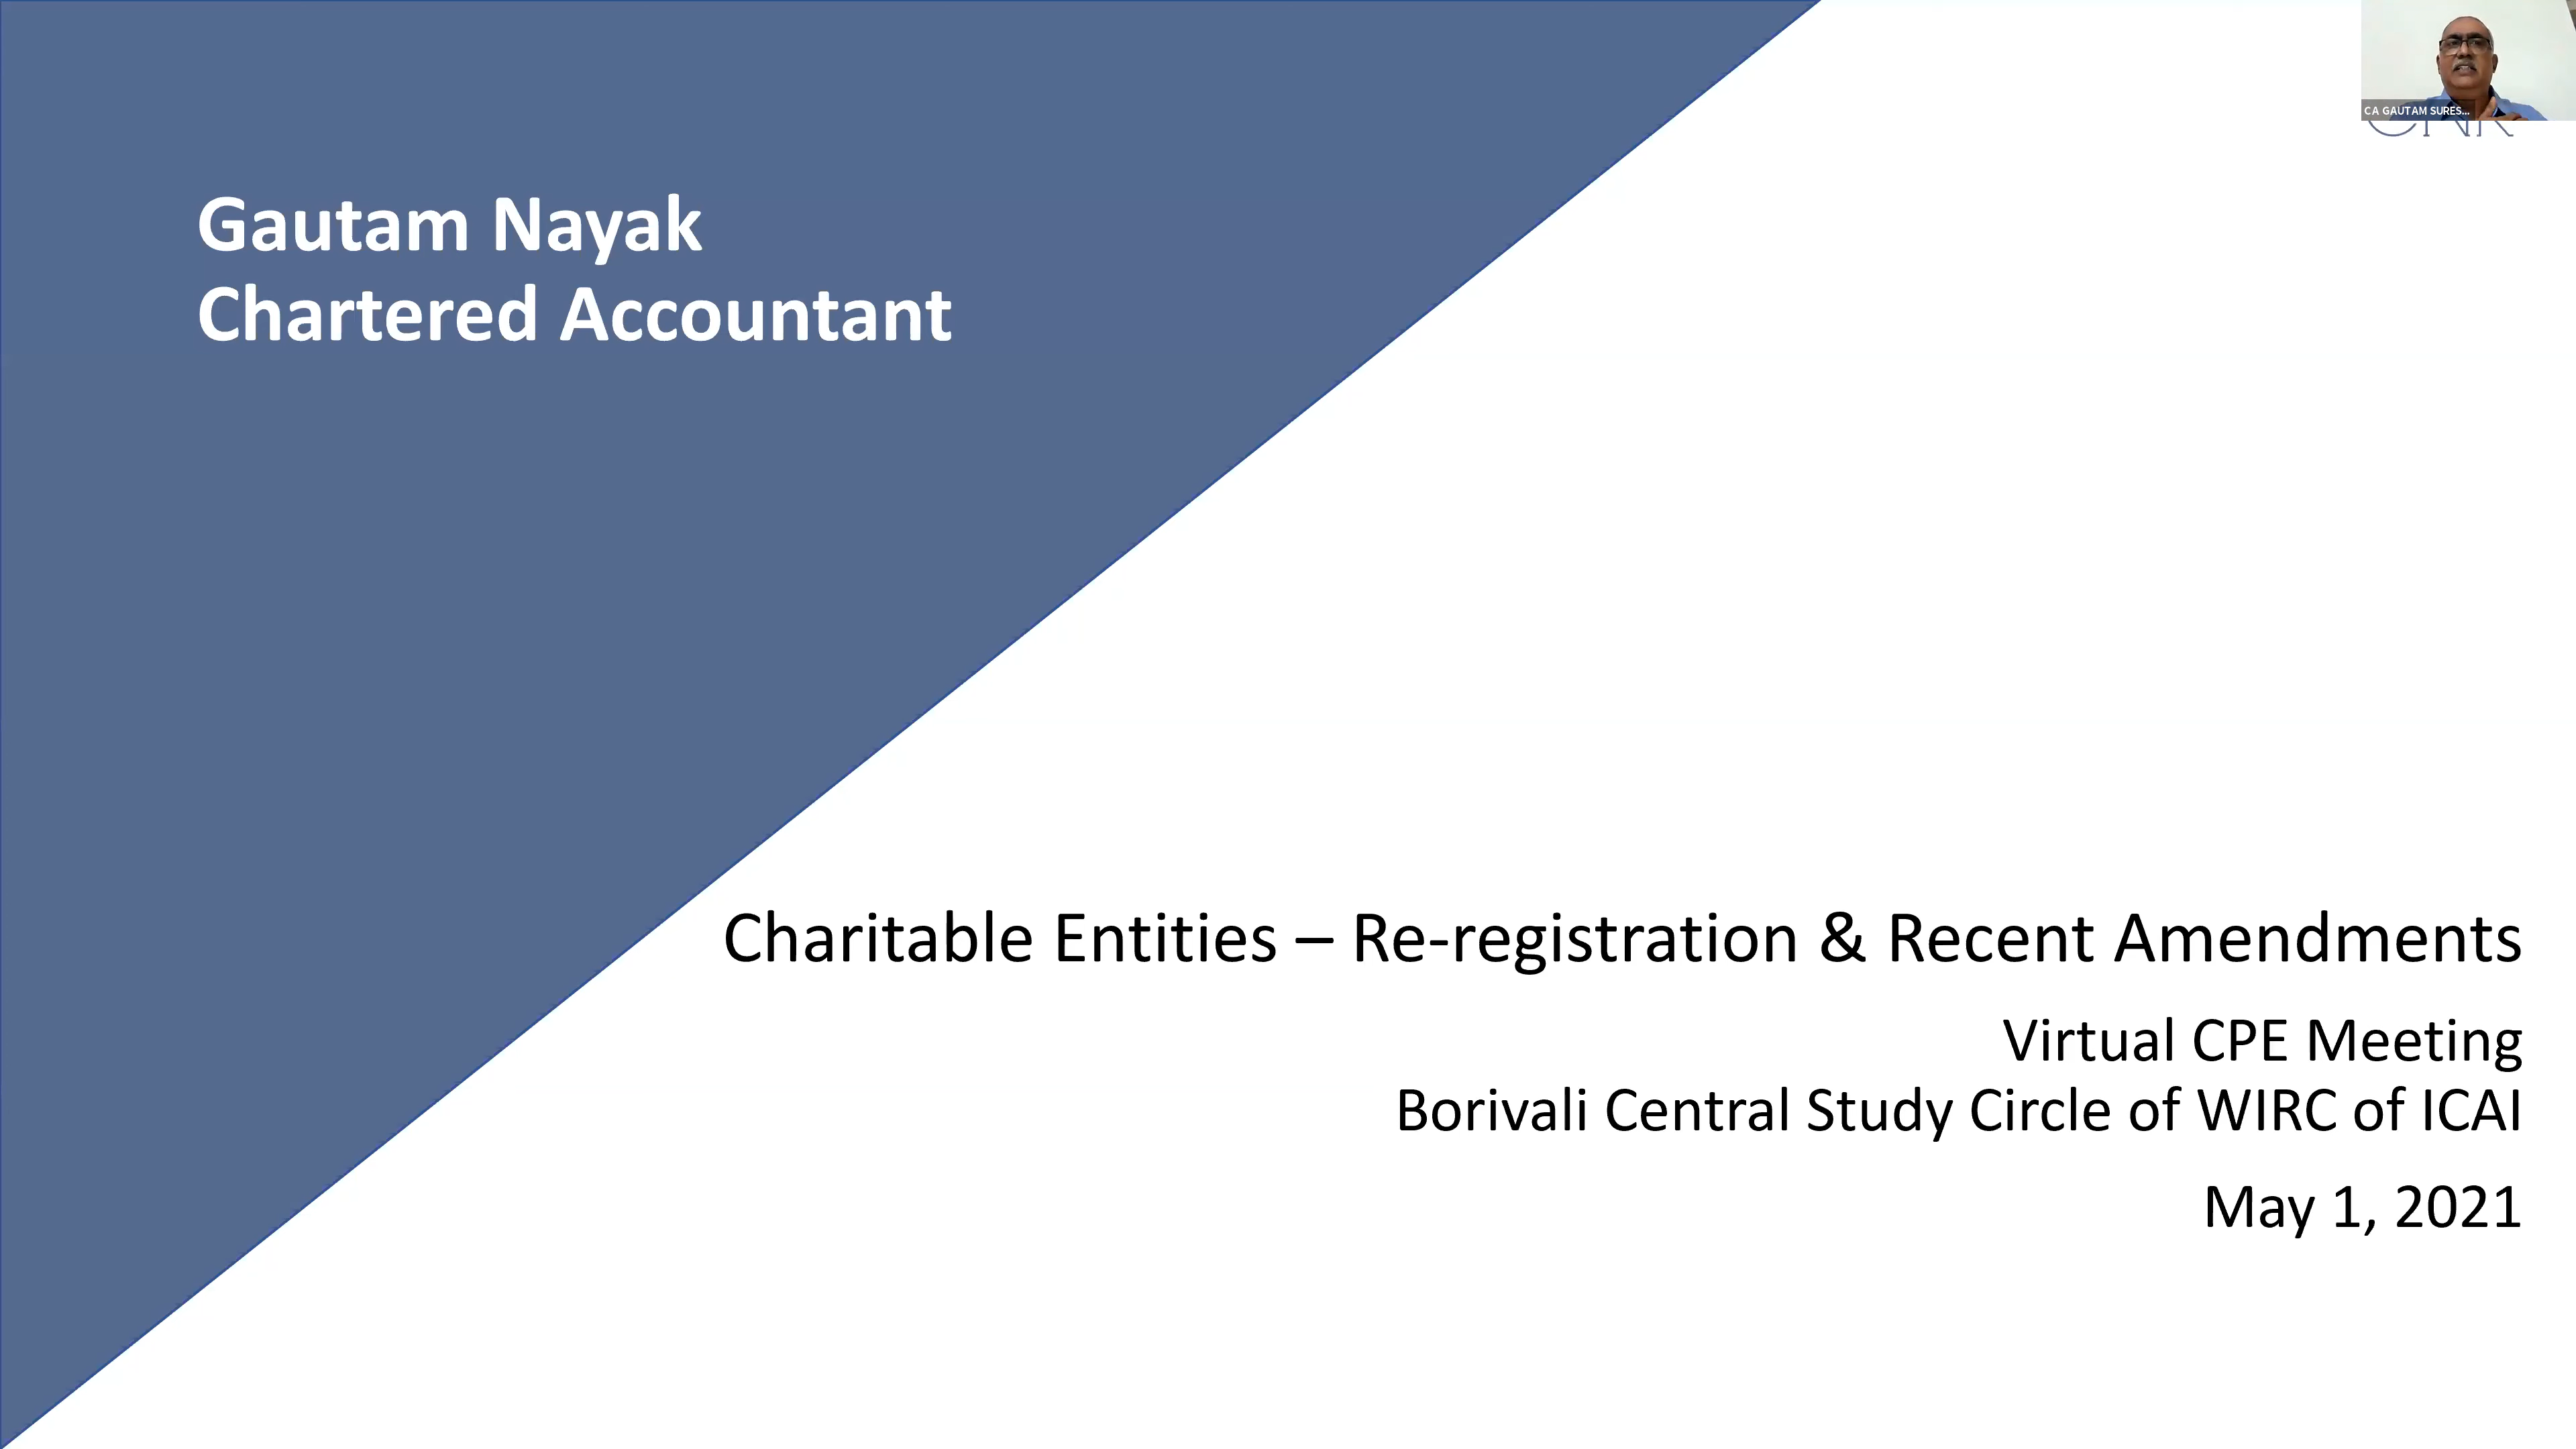 CA GAUTAM SURES...
Gautam Nayak
Chartered Accountant
Charitable Entities – Re-registration & Recent Amendments
Virtual CPE Meeting
Borivali Central Study Circle of WIRC of ICAI
May 1, 2021